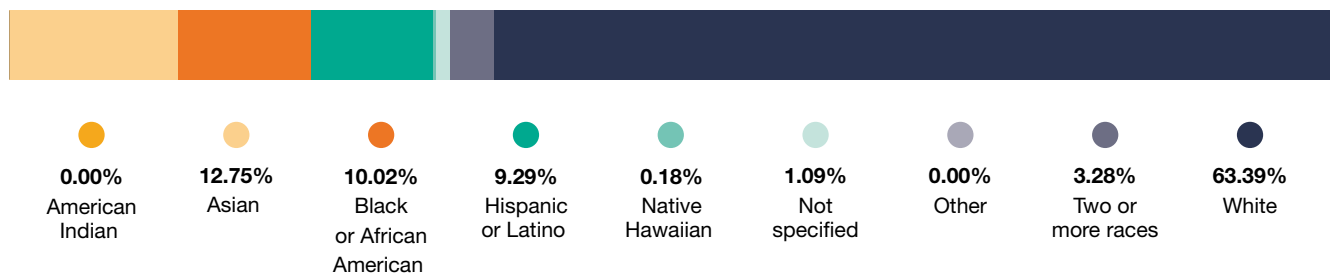 0.00%
American
Indian
12.75%
Asian
10.02%
Black
or African
American
9.29%
Hispanic
or Latino
0.18%
Native
Hawaiian
1.09%
Not
specified
0.00%
Other
3.28%
Two or
more races
63.39%
White